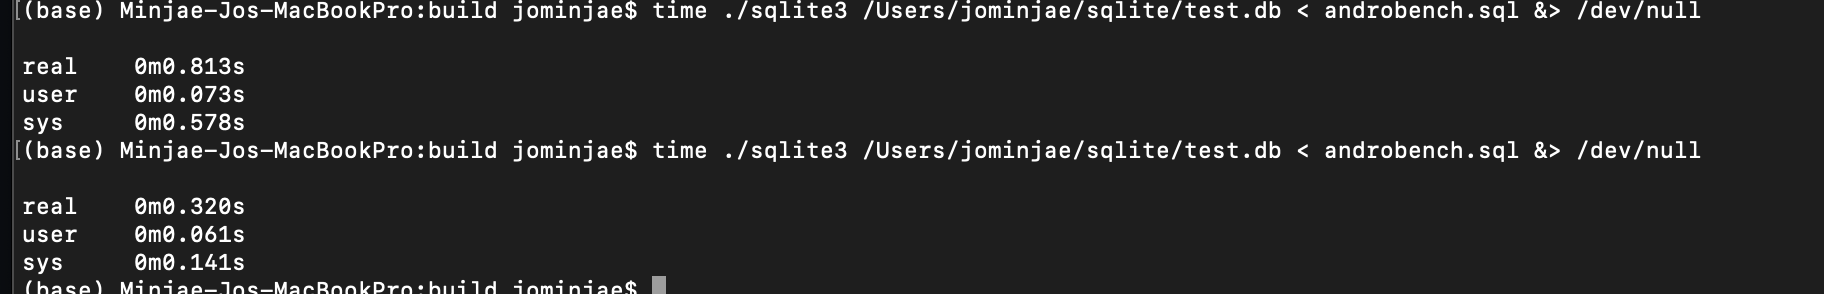 [(base) Minjae-Jos-MacBookPro:build jominjae$ time ./sqlite3 /Users/jominjae/sqlite/test.db < androbench.sql &> /dev/null
real 0m0.813s
user 0m0.073s
sys 0m0.578s
[(base) Minjae-Jos-MacBookPro:build jominjae$ time ./sqlite3 /Users/jominjae/sqlite/test.db < androbench.sql &> /dev/null
real 0m0.320s
user 0m0.061s
sys 0m0.141s
(base) Minjae-Jos-MacBookPro:build jominjae$